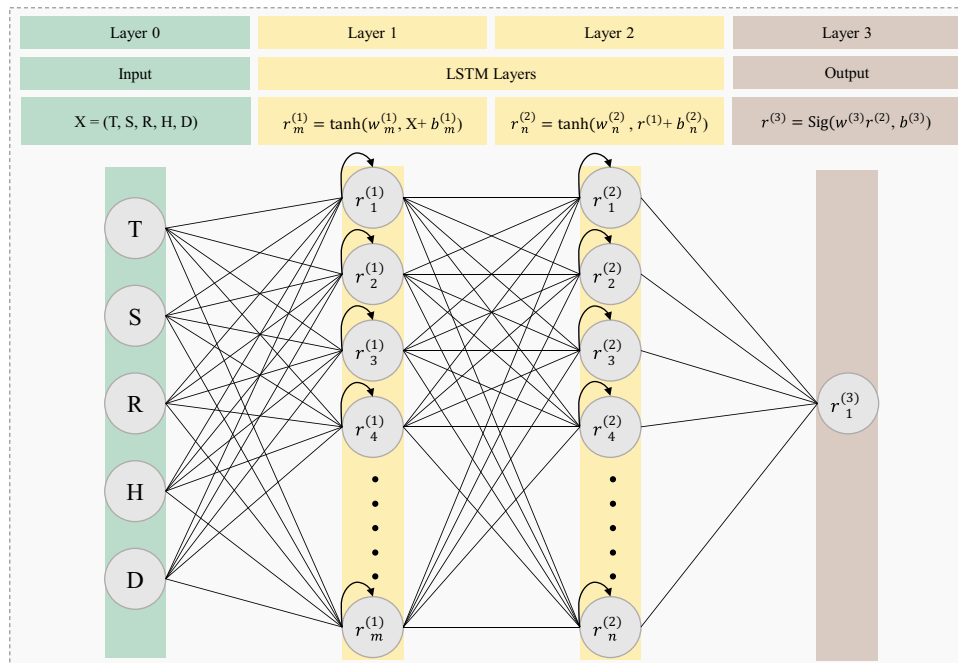 Layer 0 Layer 1 Layer 2 Layer 3
Input LSTM Layers Output
X = (T, S, R, H, D) r_m^(1) = tanh(w_m^(1), X+ b_m^(1)) r_n^(2) = tanh(w_n^(2) , r^(1)+ b_n^(2)) r^(3) = Sig(w^(3)r^(2), b^(3))
T
S
R
H
D
r_1^(1)
r_2^(1)
r_3^(1)
r_4^(1)
r_m^(1)
r_1^(2)
r_2^(2)
r_3^(2)
r_4^(2)
r_n^(2)
r_1^(3)